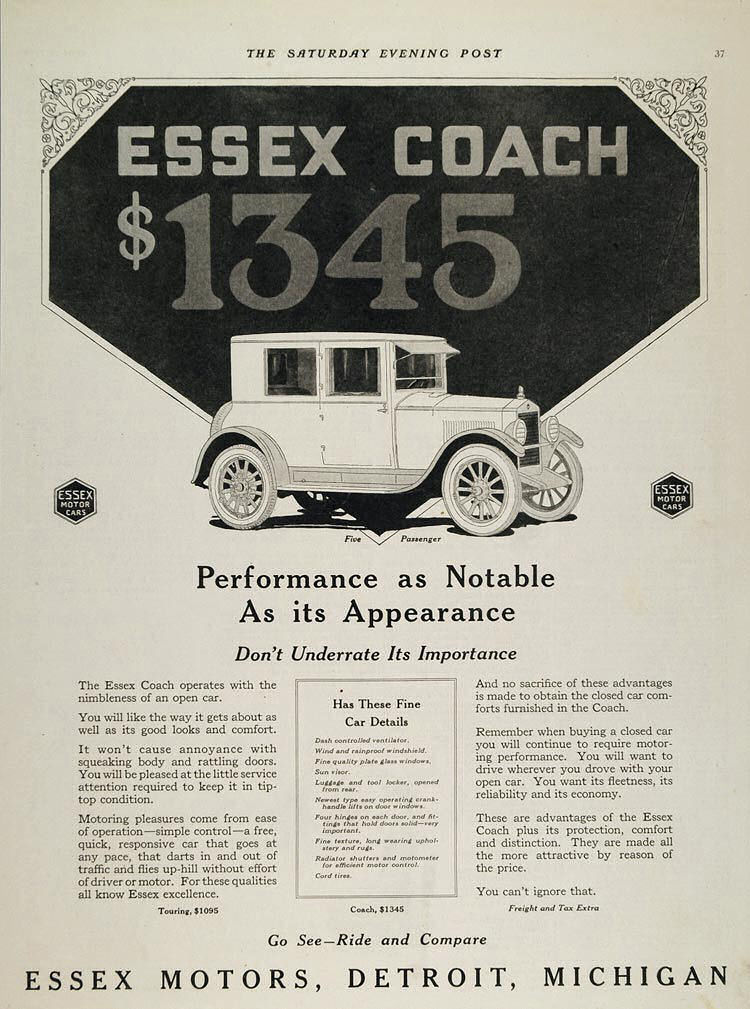 THE SATURDAY EVENING POST
37
ESSEX COACH
$1345
ESSEX
MOTOR
CARS
ESSEX
MOTOR
CARS
Five Passenger
Performance as Notable
As its Appearance
Don't Underrate Its Importance
The Essex Coach operates with the
nimbleness of an open car.
You will like the way it gets about as
well as its good looks and comfort.
It won't cause annoyance with
squeaking body and rattling doors.
You will be pleased at the little service
attention required to keep it in tip-
top condition.
Motoring pleasures come from ease
of operation—simple control—a free,
quick, responsive car that goes at
any pace, that darts in and out of
traffic and flies up-hill without effort
of driver or motor. For these qualities
all know Essex excellence.
Touring, $1095
Has These Fine
Car Details
Dash controlled ventilator.
Wind and rainproof windshield.
Fine quality plate glass windows.
Sun visor.
Luggage and tool locker, opened
from rear.
Newest type easy operating crank-
handle lifts on door windows.
Four hinges on each door, and fit-
tings that hold doors solid—very
important.
Fine texture, long wearing uphol-
stery and rugs.
Radiator shutters and motometer
for efficient motor control.
Cord tires.
Coach, $1345
And no sacrifice of these advantages
is made to obtain the closed car com-
forts furnished in the Coach.
Remember when buying a closed car
you will continue to require motor-
ing performance. You will want to
drive wherever you drove with your
open car. You want its fleetness, its
reliability and its economy.
These are advantages of the Essex
Coach plus its protection, comfort
and distinction. They are made all
the more attractive by reason of
the price.
You can't ignore that.
Freight and Tax Extra
Go See—Ride and Compare
ESSEX MOTORS, DETROIT, MICHIGAN